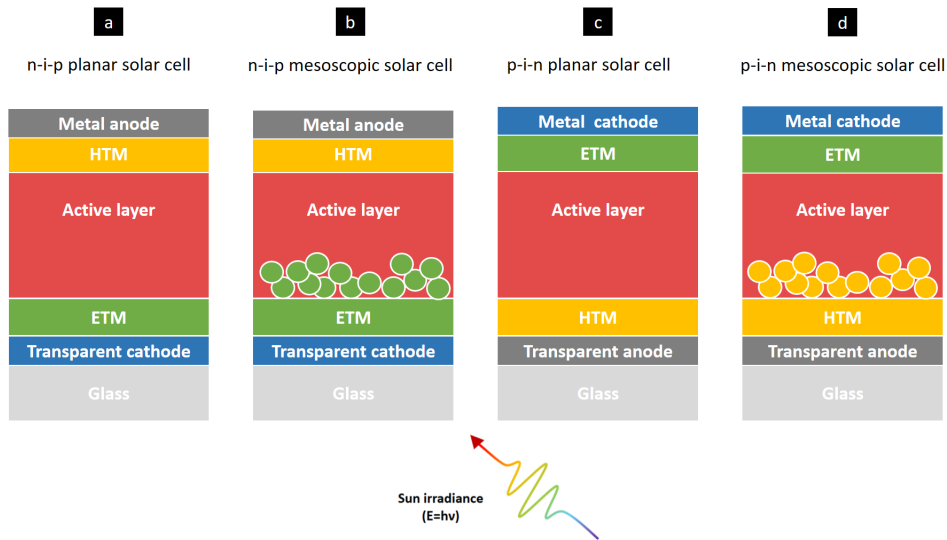 a
b
c
d
n-i-p planar solar cell
n-i-p mesoscopic solar cell
p-i-n planar solar cell
p-i-n mesoscopic solar cell
Metal anode
HTM
Active layer
ETM
Transparent cathode
Glass
Metal anode
HTM
Active layer
ETM
Transparent cathode
Glass
Metal cathode
ETM
Active layer
HTM
Transparent anode
Glass
Metal cathode
ETM
Active layer
HTM
Transparent anode
Glass
Sun irradiance
(E=hv)